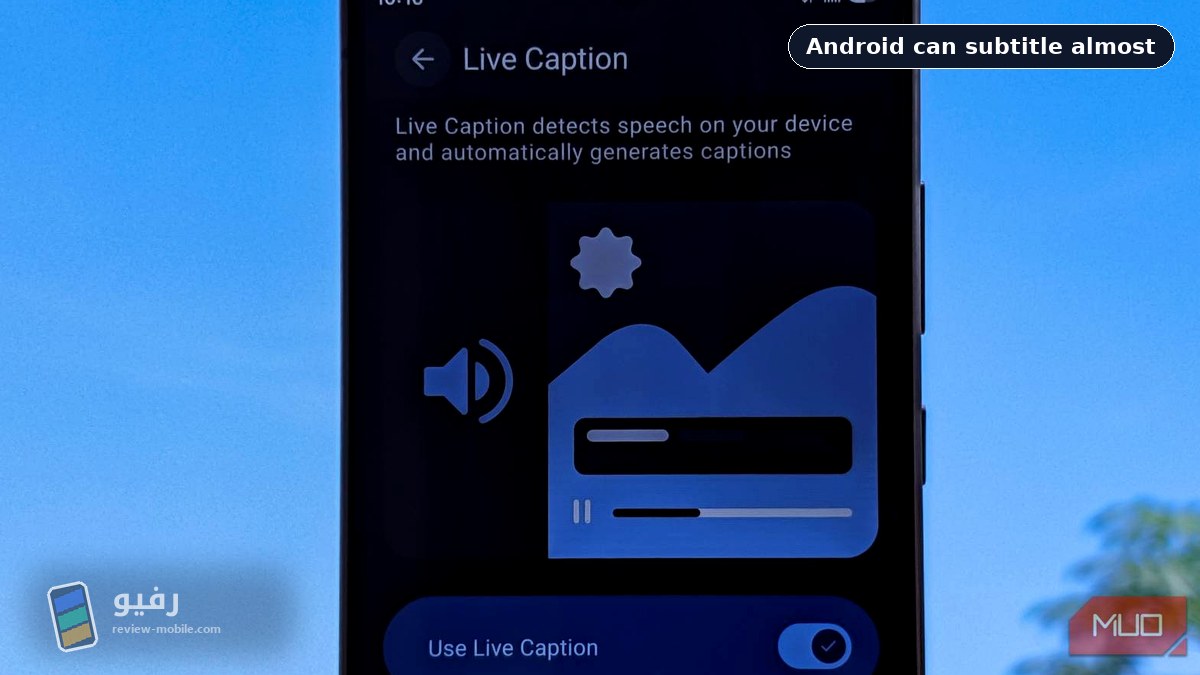 Android can subtitle almost
Live Caption
Live Caption detects speech on your device
and automatically generates captions
Use Live Caption
رفيو
review-mobile.com
MUO